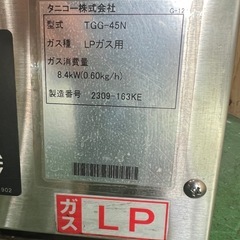 タニコー株式会社
G-12
型式 TGG-45N
ガス種 LPガス用
ガス消費量
8.4kW(0.60kg/h)
製造番号 2309-163KE
902
ガス LP